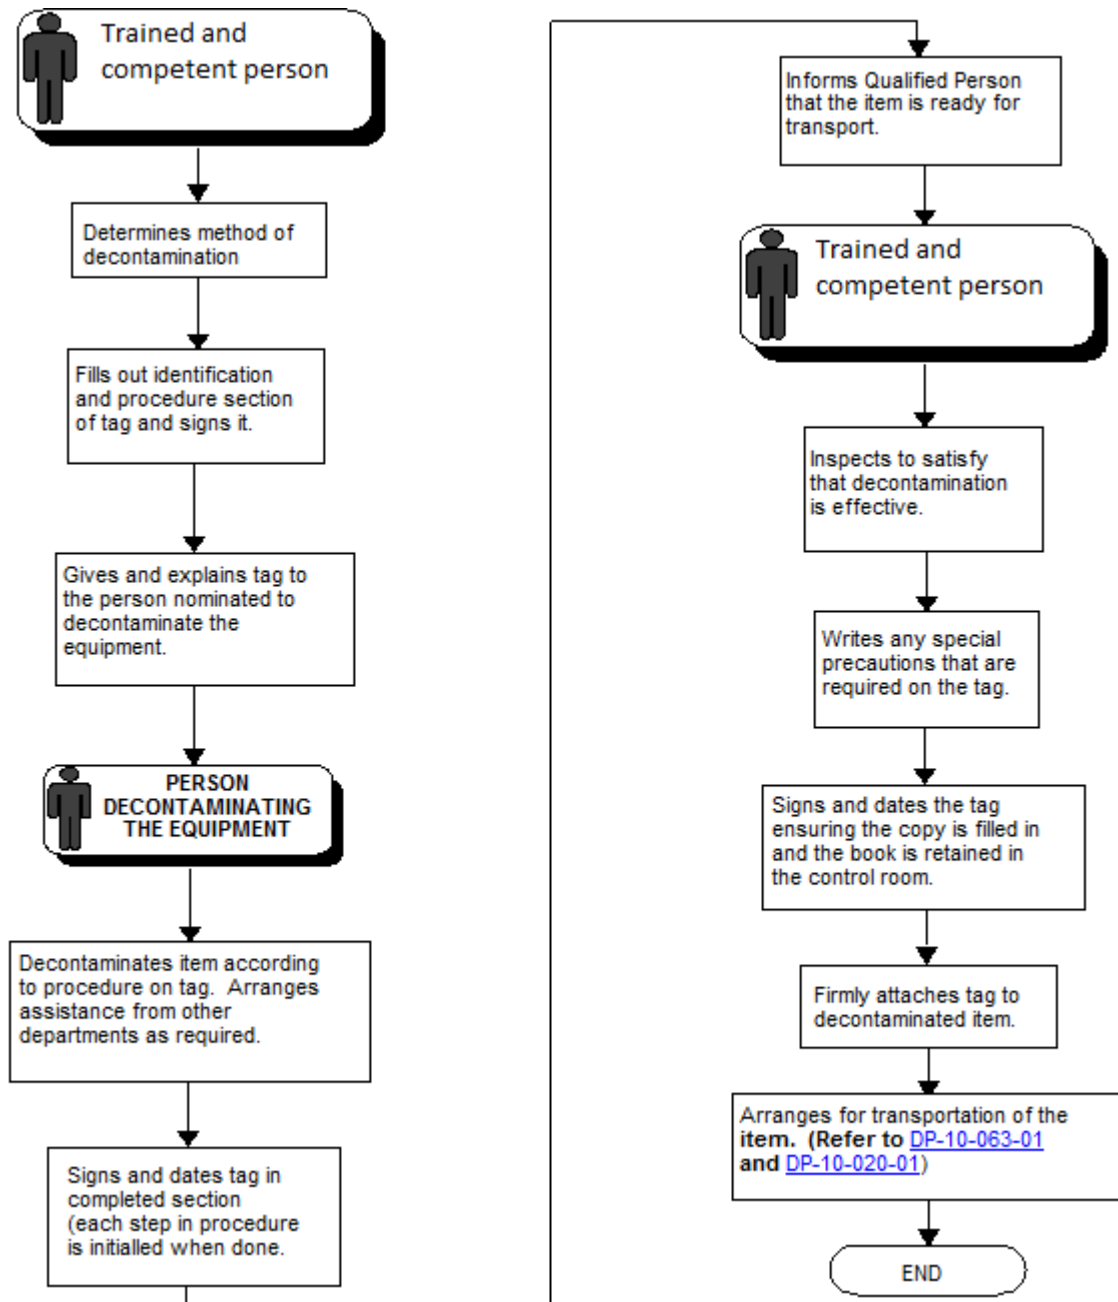 Trained and
competent person
Determines method of
decontamination
Fills out identification
and procedure section
of tag and signs it.
Gives and explains tag to
the person nominated to
decontaminate the
equipment.
PERSON
DECONTAMINATING
THE EQUIPMENT
Decontaminates item according
to procedure on tag.  Arranges
assistance from other
departments as required.
Signs and dates tag in
completed section
(each step in procedure
is initialled when done.
Informs Qualified Person
that the item is ready for
transport.
Trained and
competent person
Inspects to satisfy
that decontamination
is effective.
Writes any special
precautions that are
required on the tag.
Signs and dates the tag
ensuring the copy is filled in
and the book is retained in
the control room.
Firmly attaches tag to
decontaminated item.
Arranges for transportation of the
item.  (Refer to DP-10-063-01
and DP-10-020-01)
END